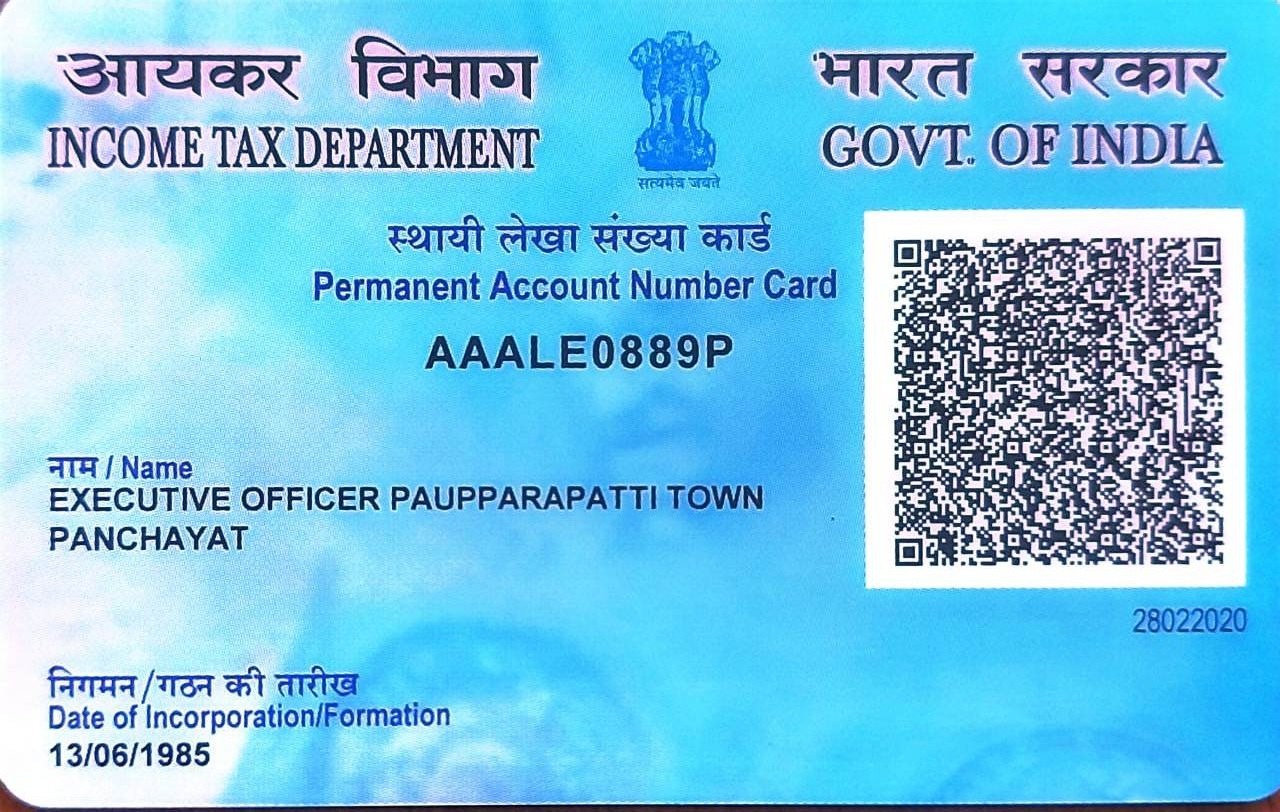 आयकर विभाग
INCOME TAX DEPARTMENT
सत्यमेव जयते
भारत सरकार
GOVT. OF INDIA
स्थायी लेखा संख्या कार्ड
Permanent Account Number Card
AAALE0889P
नाम / Name
EXECUTIVE OFFICER PAUPPARAPATTI TOWN
PANCHAYAT
28022020
निगमन/गठन की तारीख
Date of Incorporation/Formation
13/06/1985